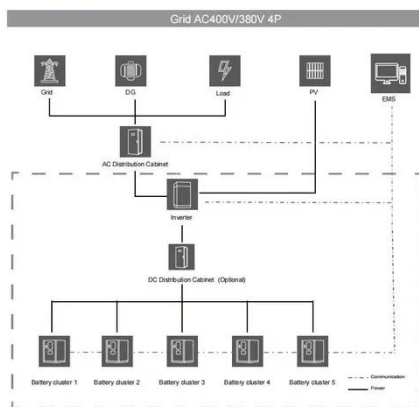 Grid AC400V/380V 4P
Grid
DG
Load
PV
EMS
AC Distribution Cabinet
Inverter
DC Distribution Cabinet (Optional)
Battery cluster 1
Battery cluster 2
Battery cluster 3
Battery cluster 4
Battery cluster 5
Communication
Power